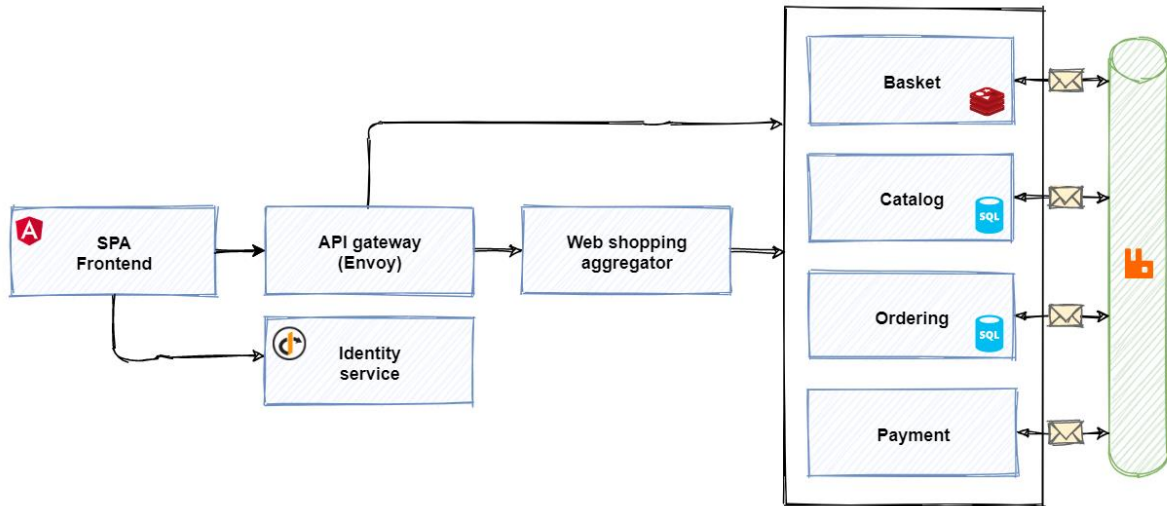 Basket
Catalog
SQL
SPA
Frontend
API gateway
(Envoy)
Web shopping
aggregator
Ordering
SQL
Identity
service
Payment